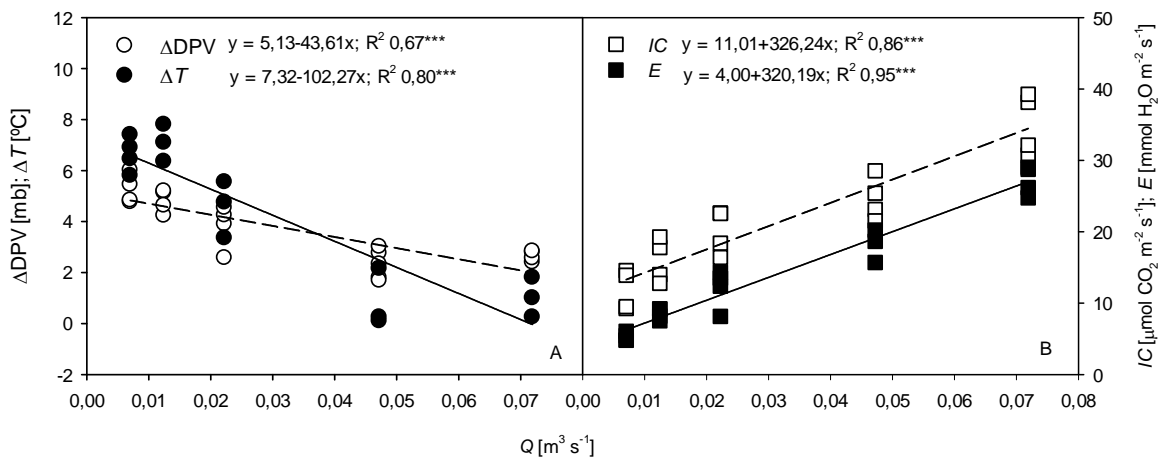 ΔDPV y = 5,13-43,61x; R² 0,67***
ΔT y = 7,32-102,27x; R² 0,80***
IC y = 11,01+326,24x; R² 0,86***
E y = 4,00+320,19x; R² 0,95***
ΔDPV [mb]; ΔT [ºC]
12
10
8
6
4
2
0
-2
A
B
50
40
30
20
10
0
IC [µmol CO₂ m⁻² s⁻¹]; E [mmol H₂O m⁻² s⁻¹]
0,00 0,01 0,02 0,03 0,04 0,05 0,06 0,07 0,00 0,01 0,02 0,03 0,04 0,05 0,06 0,07 0,08
Q [m³ s⁻¹]